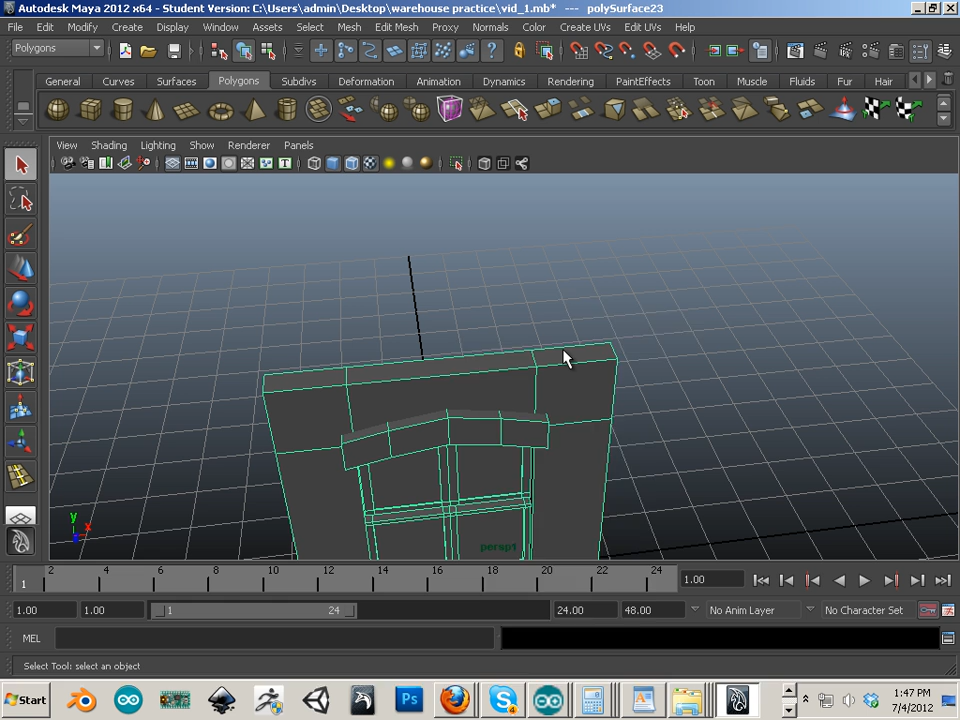 Autodesk Maya 2012 x64 - Student Version: C:\Users\admin\Desktop\warehouse practice\vid_1.mb* --- polySurface23
File Edit Modify Create Display Window Assets Select Mesh Edit Mesh Proxy Normals Color Create UVs Edit UVs Help
Polygons
General Curves Surfaces Polygons Subdivs Deformation Animation Dynamics Rendering PaintEffects Toon Muscle Fluids Fur Hair
View Shading Lighting Show Renderer Panels
y
x
z
persp1
1 2 4 6 8 10 12 14 16 18 20 22 24 1.00
1.00 1.00 1 24 24.00 48.00 No Anim Layer No Character Set
MEL
Select Tool: select an object
Start Ps 1:47 PM
7/4/2012